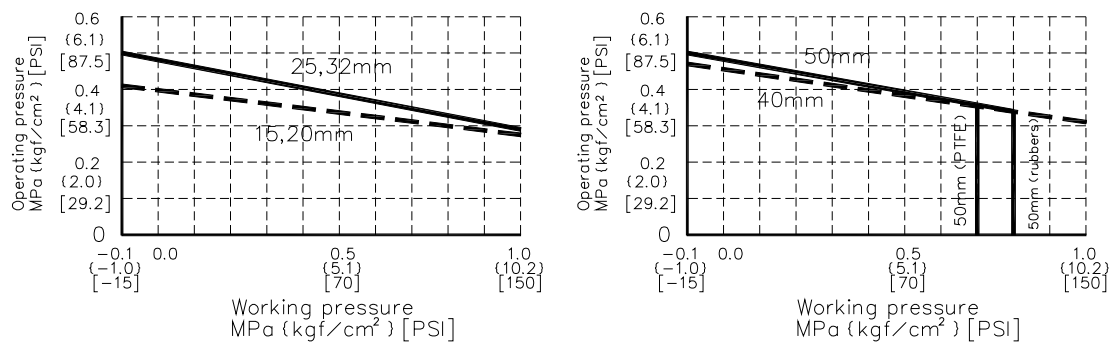 Operating pressure
MPa {kgf/cm² } [PSI]
0.6
{6.1}
[87.5]
0.4
{4.1}
[58.3]
0.2
{2.0}
[29.2]
0
25,32mm
15,20mm
−0.1 0.0 0.5 1.0
{−1.0} {5.1} {10.2}
[−15] [70] [150]
Working pressure
MPa {kgf/cm² } [PSI]
Operating pressure
MPa {kgf/cm² } [PSI]
0.6
{6.1}
[87.5]
0.4
{4.1}
[58.3]
0.2
{2.0}
[29.2]
0
50mm
40mm
50mm (PTFE)
50mm (rubbers)
−0.1 0.0 0.5 1.0
{−1.0} {5.1} {10.2}
[−15] [70] [150]
Working pressure
MPa {kgf/cm² } [PSI]